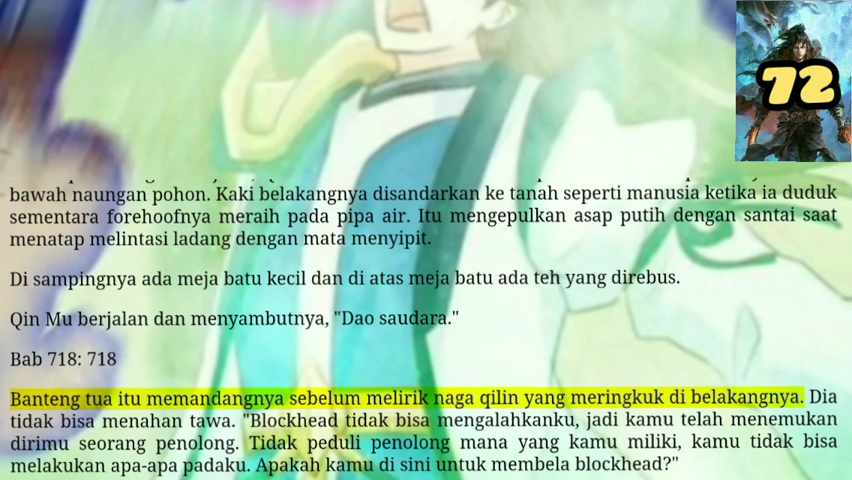 72
bawah naungan pohon. Kaki belakangnya disandarkan ke tanah seperti manusia ketika ia duduk
sementara forehoofnya meraih pada pipa air. Itu mengepulkan asap putih dengan santai saat
menatap melintasi ladang dengan mata menyipit.
Di sampingnya ada meja batu kecil dan di atas meja batu ada teh yang direbus.
Qin Mu berjalan dan menyambutnya, "Dao saudara."
Bab 718: 718
Banteng tua itu memandangnya sebelum melirik naga qilin yang meringkuk di belakangnya. Dia
tidak bisa menahan tawa. "Blockhead tidak bisa mengalahkanku, jadi kamu telah menemukan
dirimu seorang penolong. Tidak peduli penolong mana yang kamu miliki, kamu tidak bisa
melakukan apa-apa padaku. Apakah kamu di sini untuk membela blockhead?"